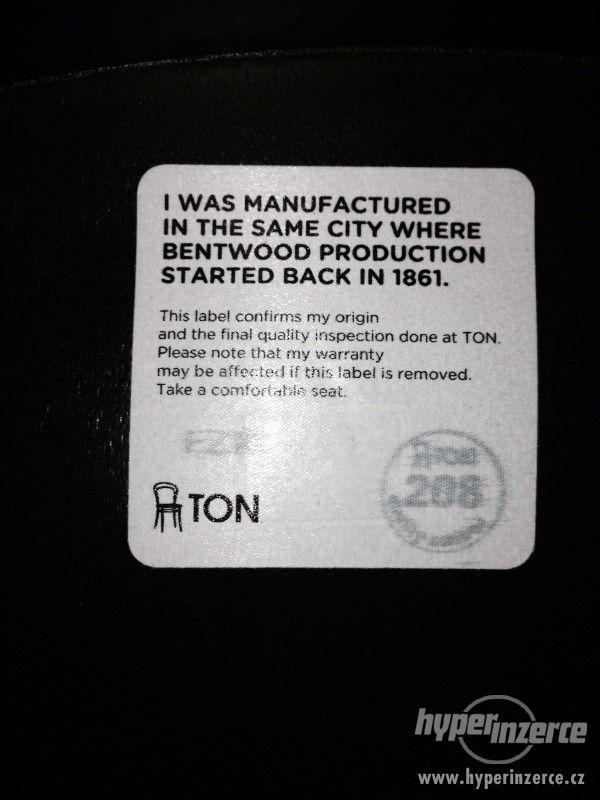 I WAS MANUFACTURED
IN THE SAME CITY WHERE
BENTWOOD PRODUCTION
STARTED BACK IN 1861.
This label confirms my origin
and the final quality inspection done at TON.
Please note that my warranty
may be affected if this label is removed.
Take a comfortable seat.
TON
TON
208
hyperinzerce
www.hyperinzerce.cz